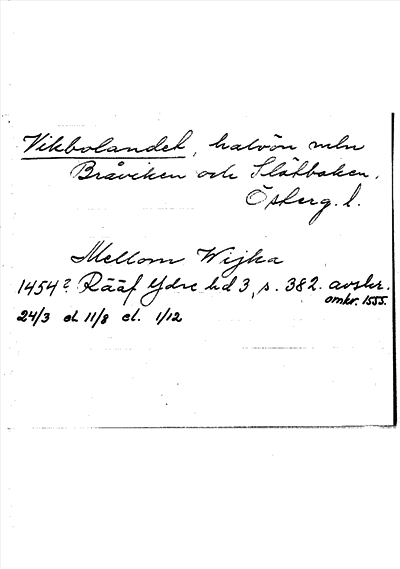 Vikbolandet, halvön mln
Bråviken och Slätbaken.
Österg. l.
Mellom Wijka
1454? Rääf Ydre bd 3, s. 382. avskr.
omkr. 1555.
24/3 el. 11/8 el. 1/12